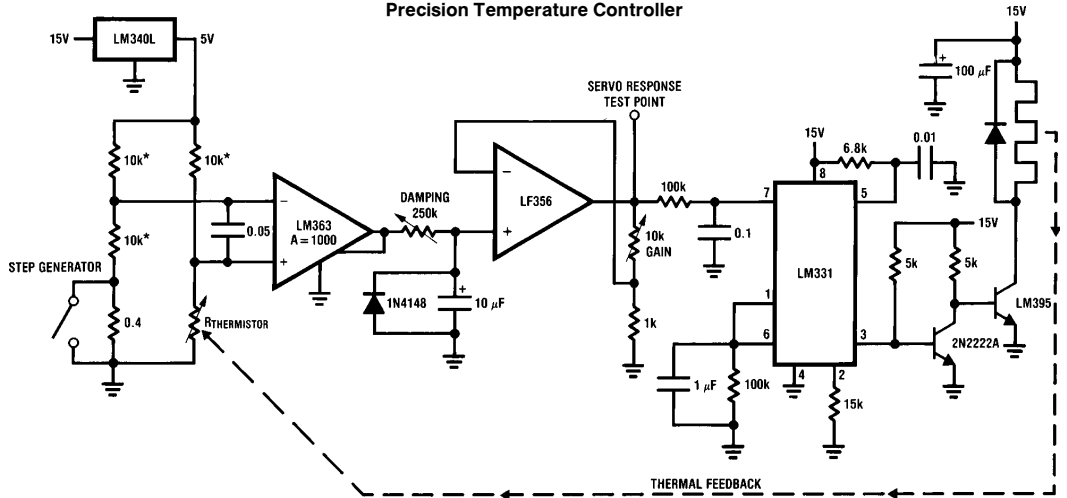 Precision Temperature Controller
15V
LM340L
5V
10k*
10k*
10k*
0.05
STEP GENERATOR
0.4
RTHERMISTOR
−
+
LM363
A = 1000
DAMPING
250k
1N4148
+
10 μF
−
+
LF356
SERVO RESPONSE
TEST POINT
10k
GAIN
1k
100k
0.1
15V
8
6.8k
0.01
7
5
LM331
1
6
3
4
2
1 μF
100k
15k
15V
5k
5k
2N2222A
LM395
15V
+
100 μF
THERMAL FEEDBACK